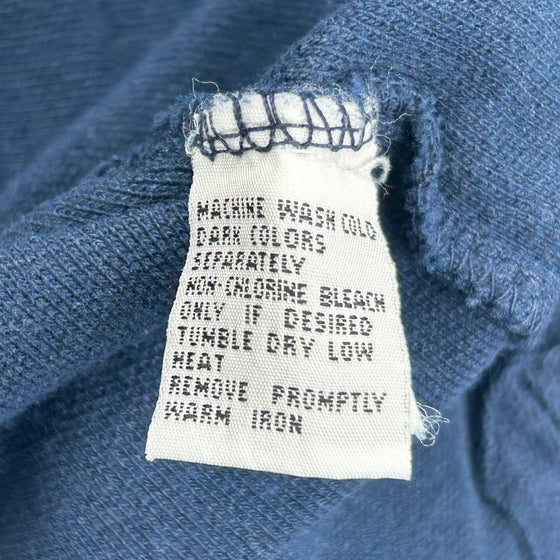 MACHINE WASH COLD
DARK COLORS
SEPARATELY
NON-CHLORINE BLEACH
ONLY IF DESIRED
TUMBLE DRY LOW
HEAT
REMOVE PROMPTLY
WARM IRON